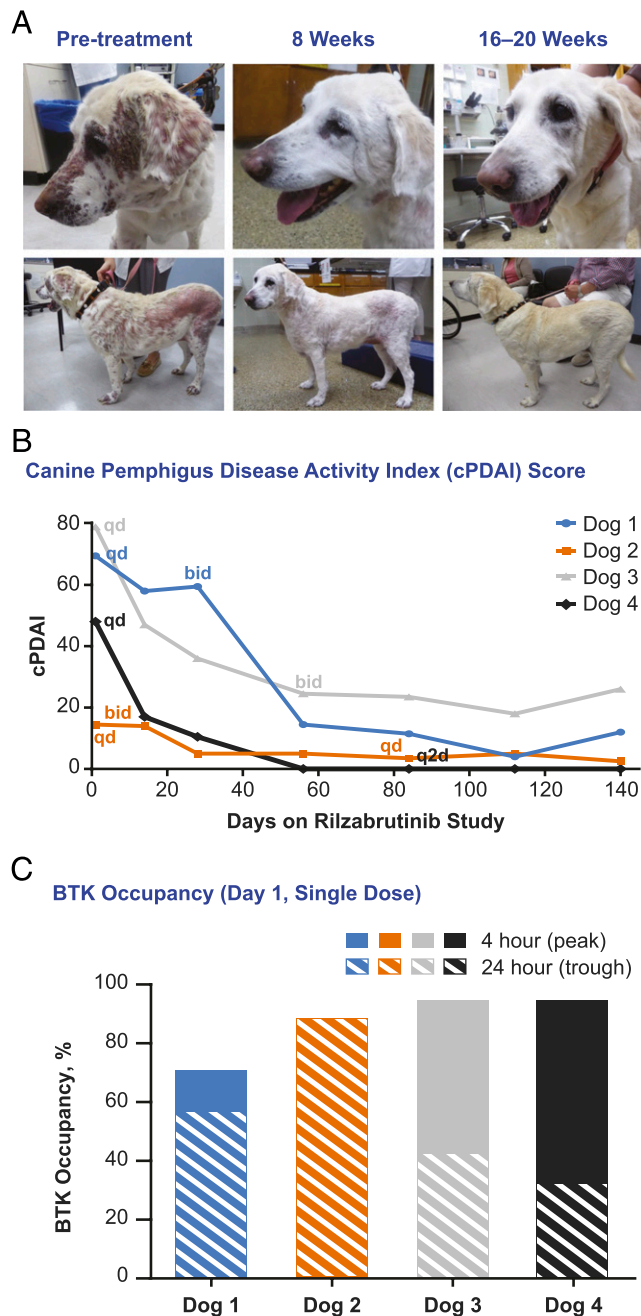 A
Pre-treatment
8 Weeks
16–20 Weeks
B
Canine Pemphigus Disease Activity Index (cPDAI) Score
80
60
40
20
0
cPDAI
qd
qd
bid
qd
bid
qd
bid
qd
q2d
Dog 1
Dog 2
Dog 3
Dog 4
0 20 40 60 80 100 120 140
Days on Rilzabrutinib Study
C
BTK Occupancy (Day 1, Single Dose)
4 hour (peak)
24 hour (trough)
100
80
60
40
20
0
BTK Occupancy, %
Dog 1 Dog 2 Dog 3 Dog 4